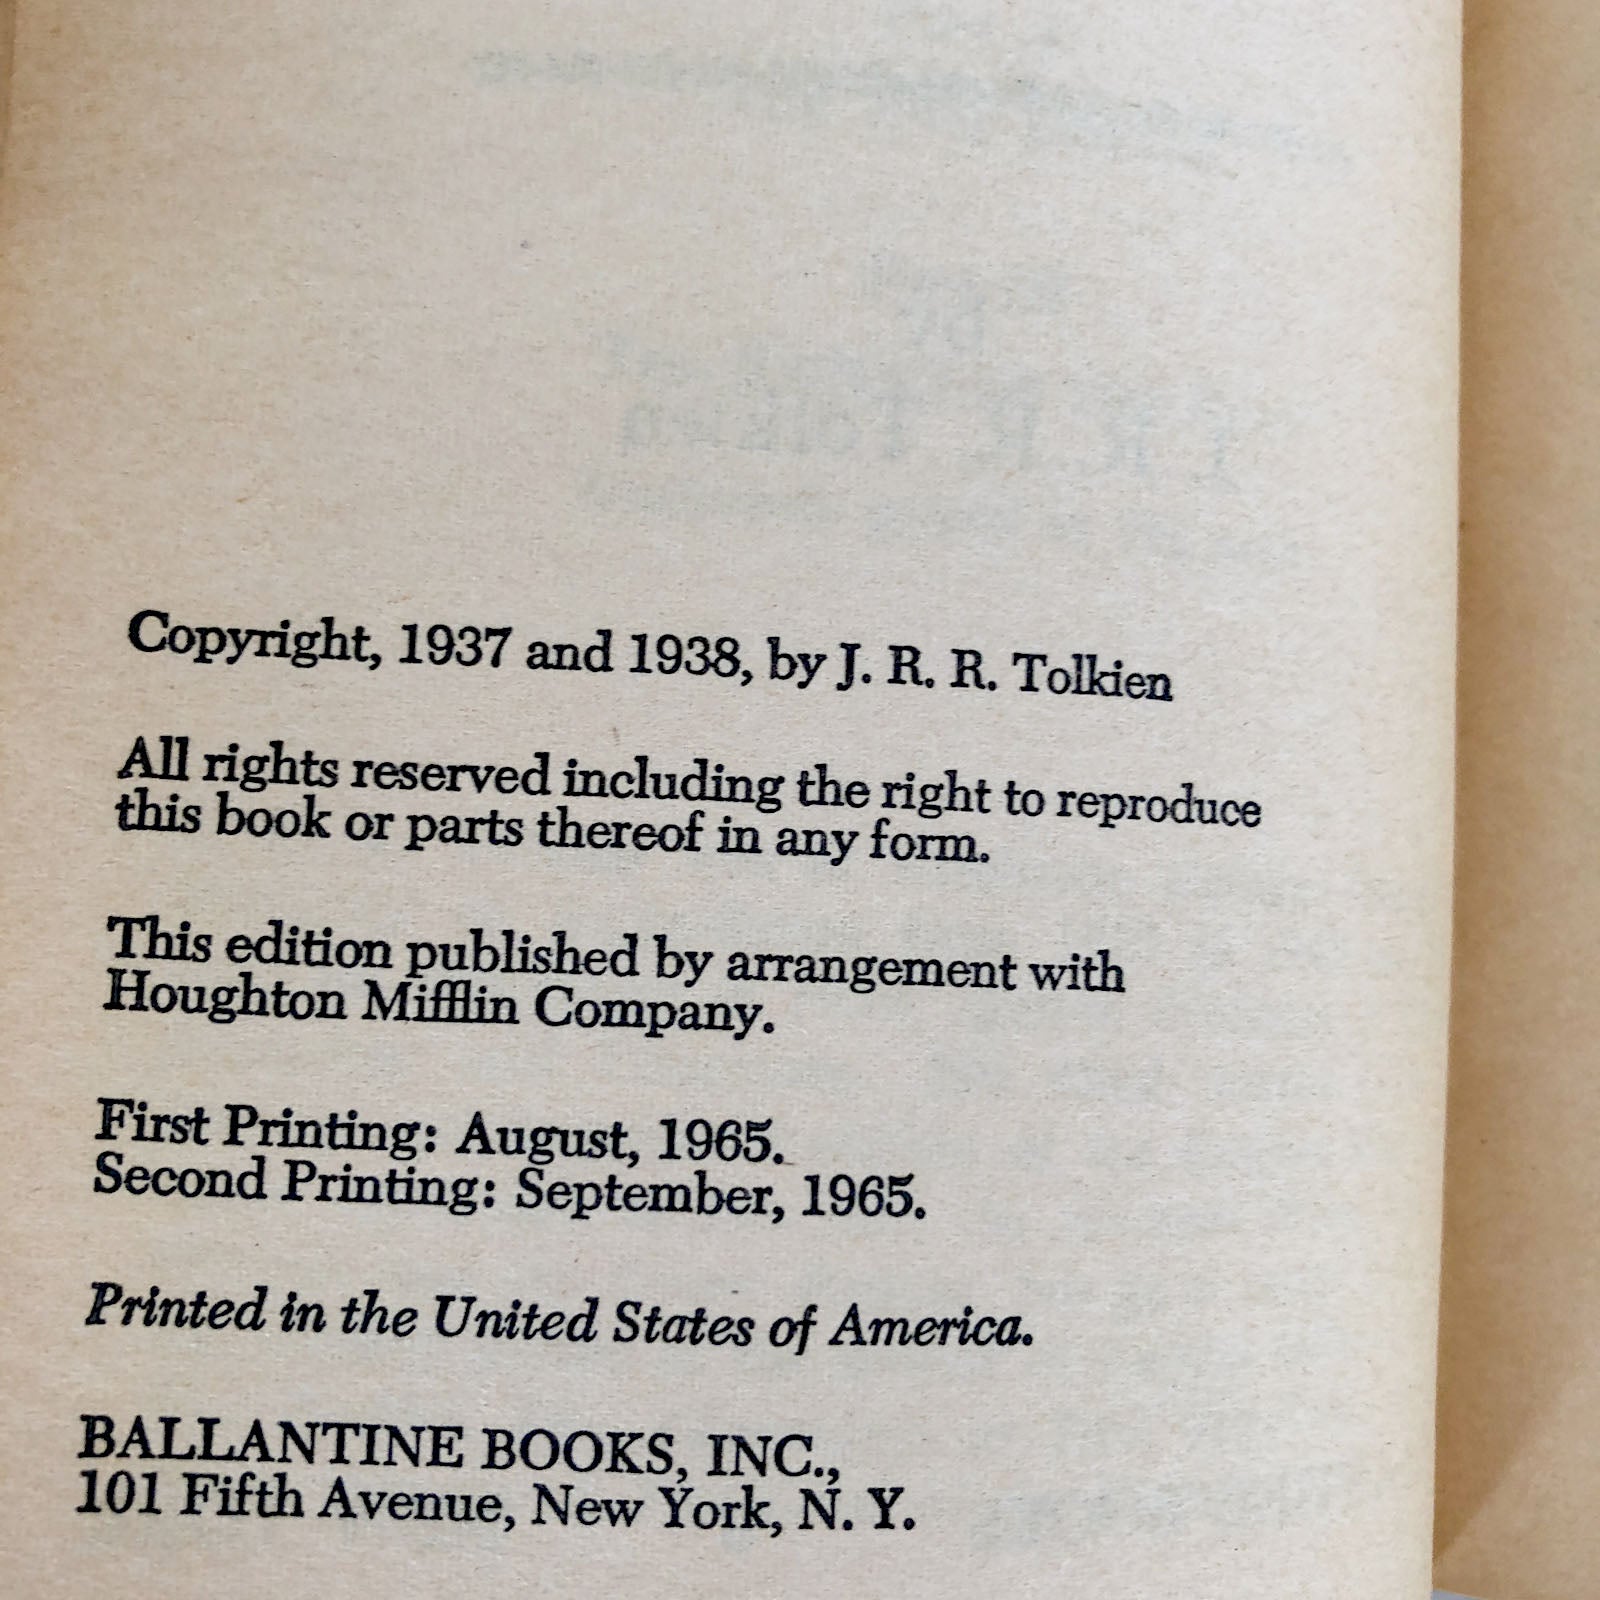 Copyright, 1937 and 1938, by J. R. R. Tolkien
All rights reserved including the right to reproduce
this book or parts thereof in any form.
This edition published by arrangement with
Houghton Mifflin Company.
First Printing: August, 1965.
Second Printing: September, 1965.
Printed in the United States of America.
BALLANTINE BOOKS, INC.,
101 Fifth Avenue, New York, N. Y.